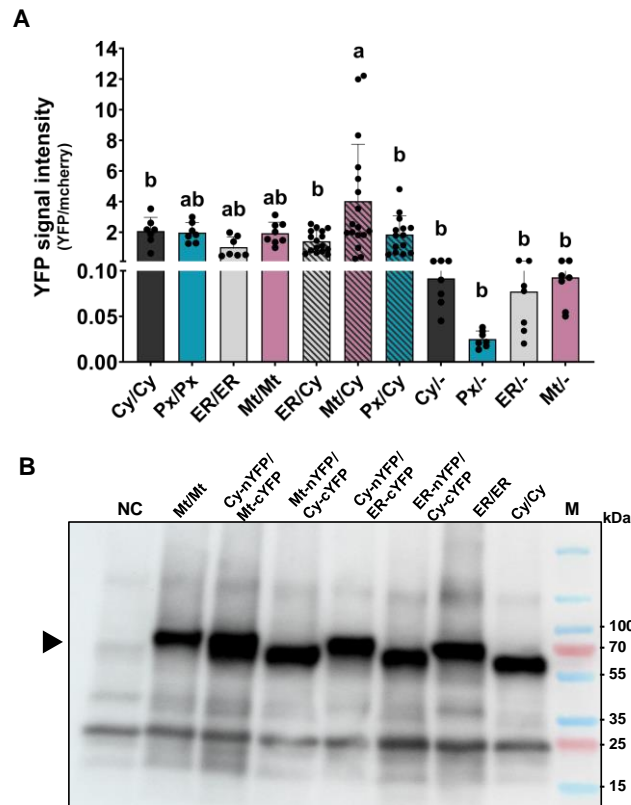 A
YFP signal intensity
(YFP/mcherry)
14
12
10
8
6
4
2
0.10
0.05
0.00
b
ab
ab
ab
b
a
b
b
b
b
b
Cy/Cy
Px/Px
ER/ER
Mt/Mt
ER/Cy
Mt/Cy
Px/Cy
Cy/-
Px/-
ER/-
Mt/-
B
NC
Mt/Mt
Cy-nYFP/
Mt-cYFP
Mt-nYFP/
Cy-cYFP
Cy-nYFP/
ER-cYFP
ER-nYFP/
Cy-cYFP
ER/ER
Cy/Cy
M
kDa
100
70
55
35
25
15